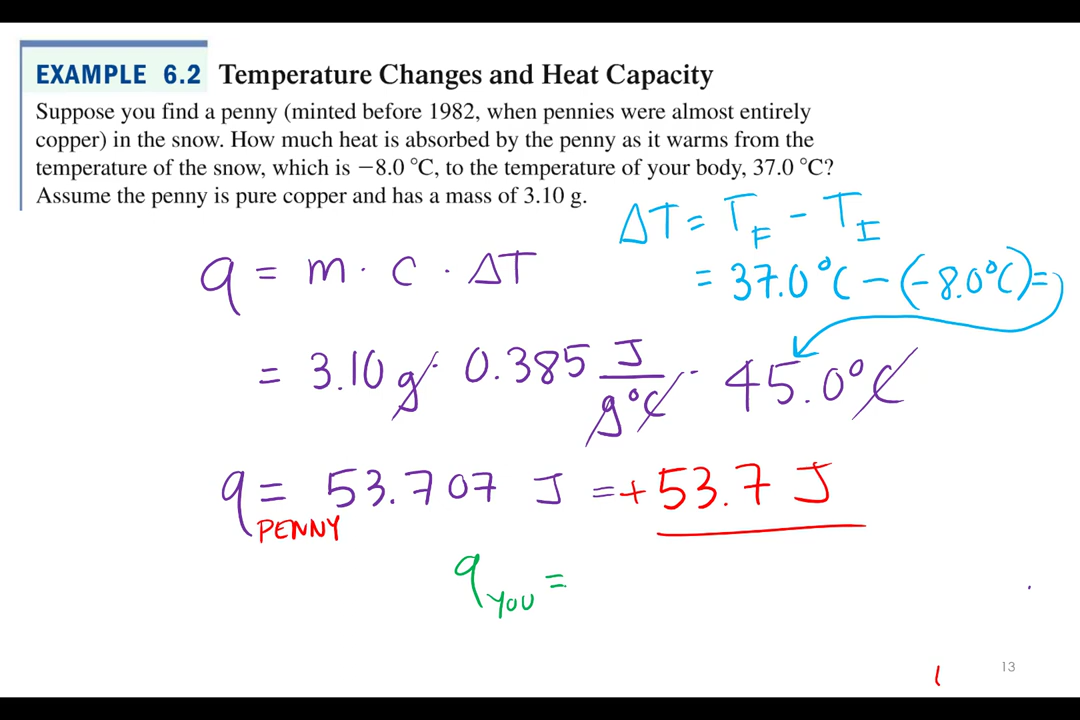 EXAMPLE 6.2 Temperature Changes and Heat Capacity
Suppose you find a penny (minted before 1982, when pennies were almost entirely
copper) in the snow. How much heat is absorbed by the penny as it warms from the
temperature of the snow, which is −8.0 °C, to the temperature of your body, 37.0 °C?
Assume the penny is pure copper and has a mass of 3.10 g.
ΔT = T_F − T_I
= 37.0°C − (−8.0°C) =
q = m · C · ΔT
= 3.10 g · 0.385 J/g°C · 45.0°C
q_PENNY = 53.707 J = +53.7 J
q_YOU =
13